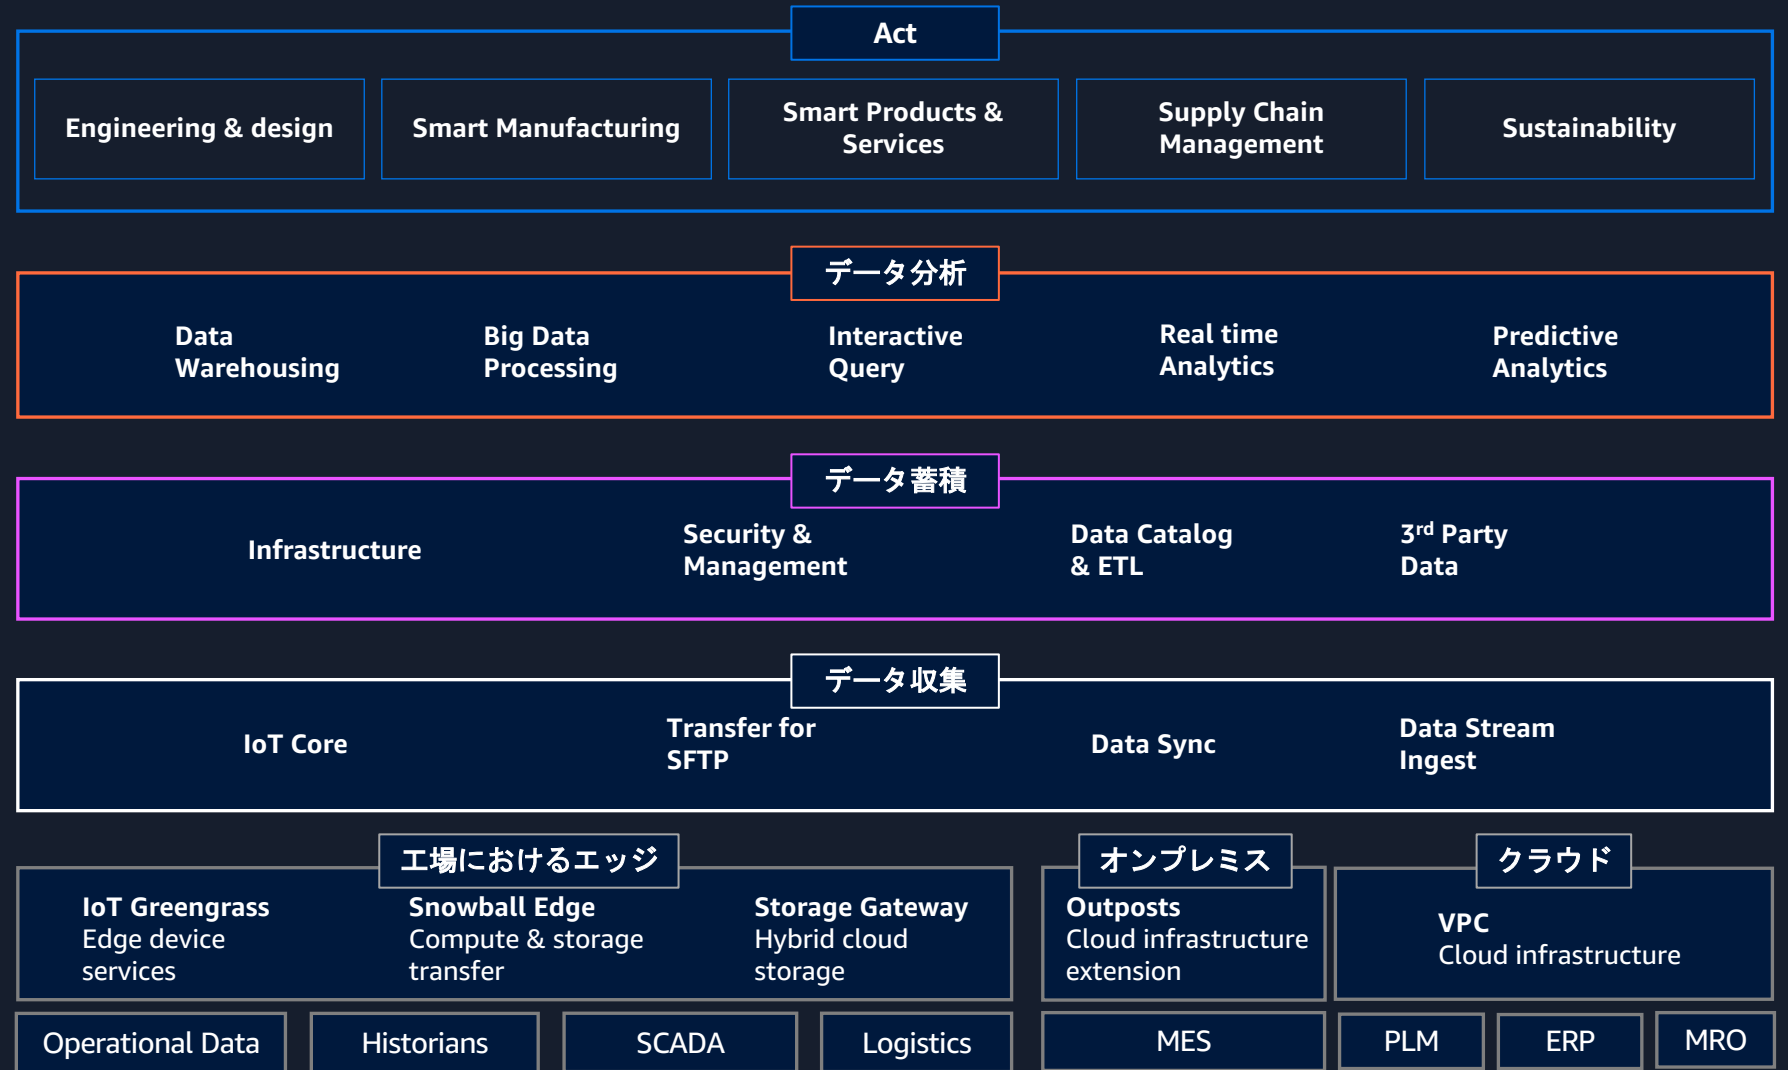 Act
Engineering & design
Smart Manufacturing
Smart Products &
Services
Supply Chain
Management
Sustainability
データ分析
Data
Warehousing
Big Data
Processing
Interactive
Query
Real time
Analytics
Predictive
Analytics
データ蓄積
Infrastructure
Security &
Management
Data Catalog
& ETL
3rd Party
Data
データ収集
IoT Core
Transfer for
SFTP
Data Sync
Data Stream
Ingest
工場におけるエッジ
IoT Greengrass
Edge device
services
Snowball Edge
Compute & storage
transfer
Storage Gateway
Hybrid cloud
storage
オンプレミス
Outposts
Cloud infrastructure
extension
クラウド
VPC
Cloud infrastructure
Operational Data
Historians
SCADA
Logistics
MES
PLM
ERP
MRO